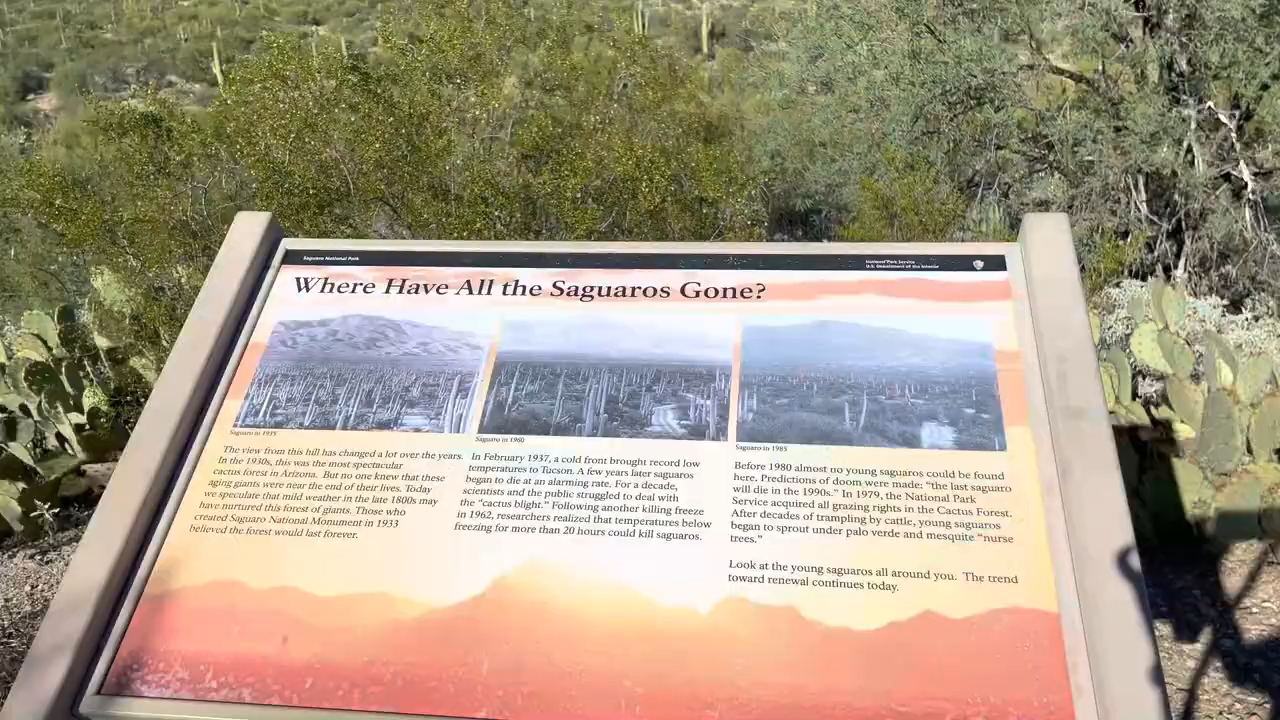 Saguaro National Park
National Park Service
U.S. Department of the Interior
Where Have All the Saguaros Gone?
Saguaro in 1935
The view from this hill has changed a lot over the years.
In the 1930s, this was the most spectacular
cactus forest in Arizona. But no one knew that these
aging giants were near the end of their lives. Today
we speculate that mild weather in the late 1800s may
have nurtured this forest of giants. Those who
created Saguaro National Monument in 1933
believed the forest would last forever.
Saguaro in 1960
In February 1937, a cold front brought record low
temperatures to Tucson. A few years later saguaros
began to die at an alarming rate. For a decade,
scientists and the public struggled to deal with
the “cactus blight.” Following another killing freeze
in 1962, researchers realized that temperatures below
freezing for more than 20 hours could kill saguaros.
Saguaro in 1985
Before 1980 almost no young saguaros could be found
here. Predictions of doom were made: “the last saguaro
will die in the 1990s.” In 1979, the National Park
Service acquired all grazing rights in the Cactus Forest.
After decades of trampling by cattle, young saguaros
began to sprout under palo verde and mesquite “nurse
trees.”
Look at the young saguaros all around you. The trend
toward renewal continues today.